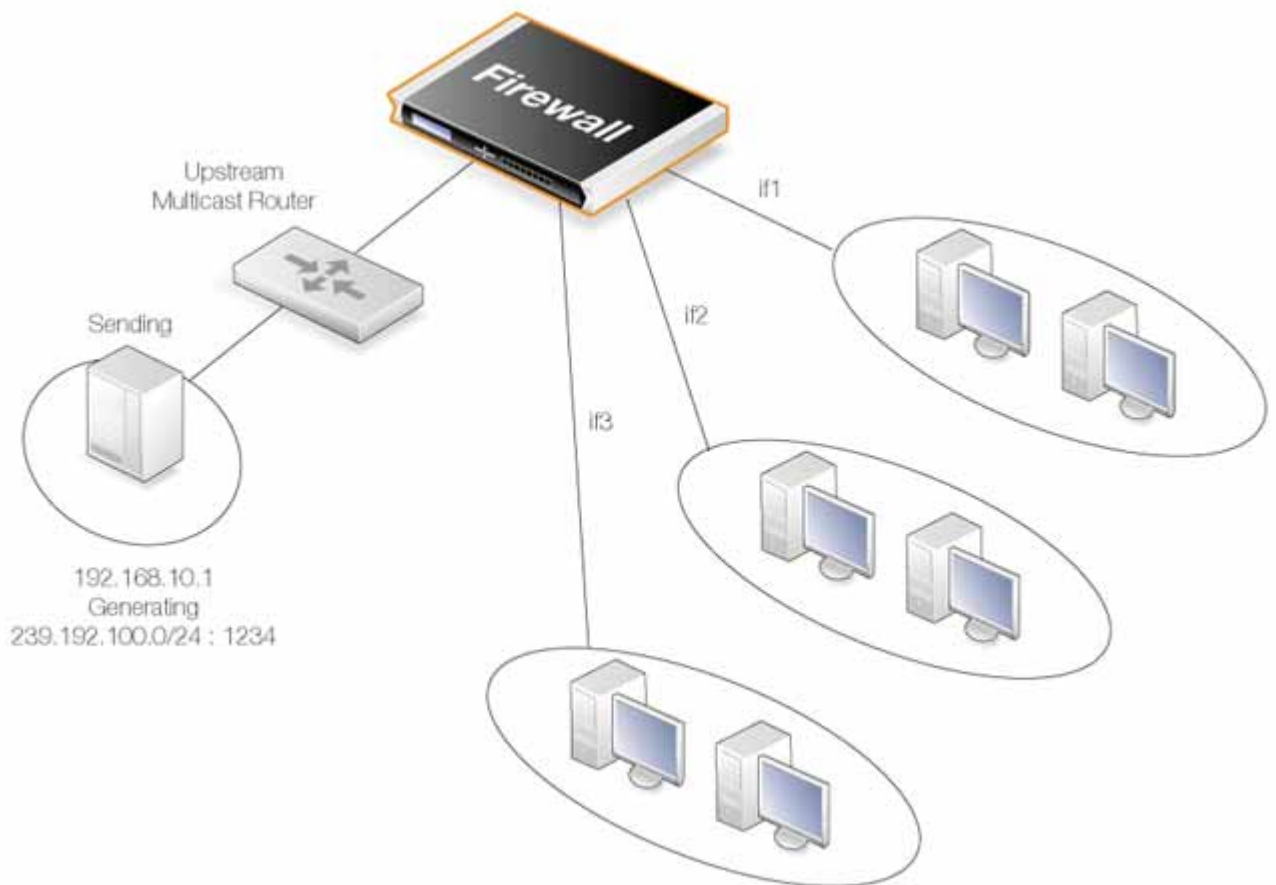 Firewall
Upstream
Multicast Router
if1
Sending
if2
if3
192.168.10.1
Generating
239.192.100.0/24 : 1234